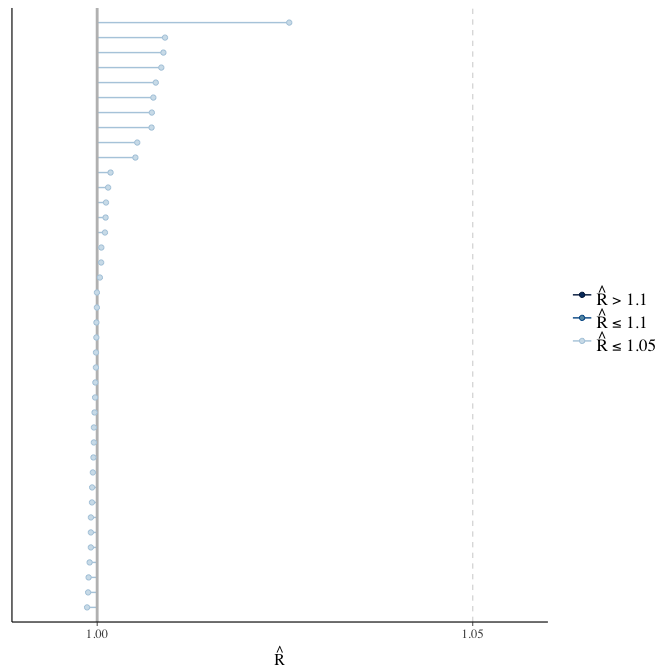 R̂ > 1.1
R̂ ≤ 1.1
R̂ ≤ 1.05
1.00 1.05
R̂